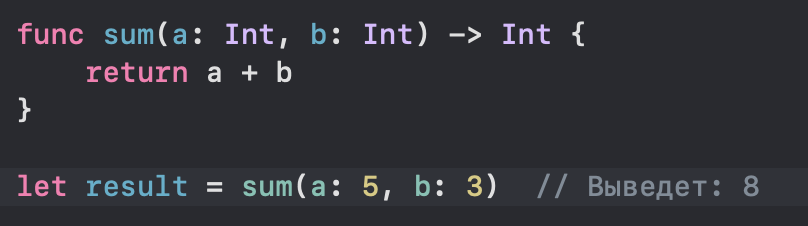 func sum(a: Int, b: Int) -> Int {
    return a + b
}
let result = sum(a: 5, b: 3)  // Выведет: 8